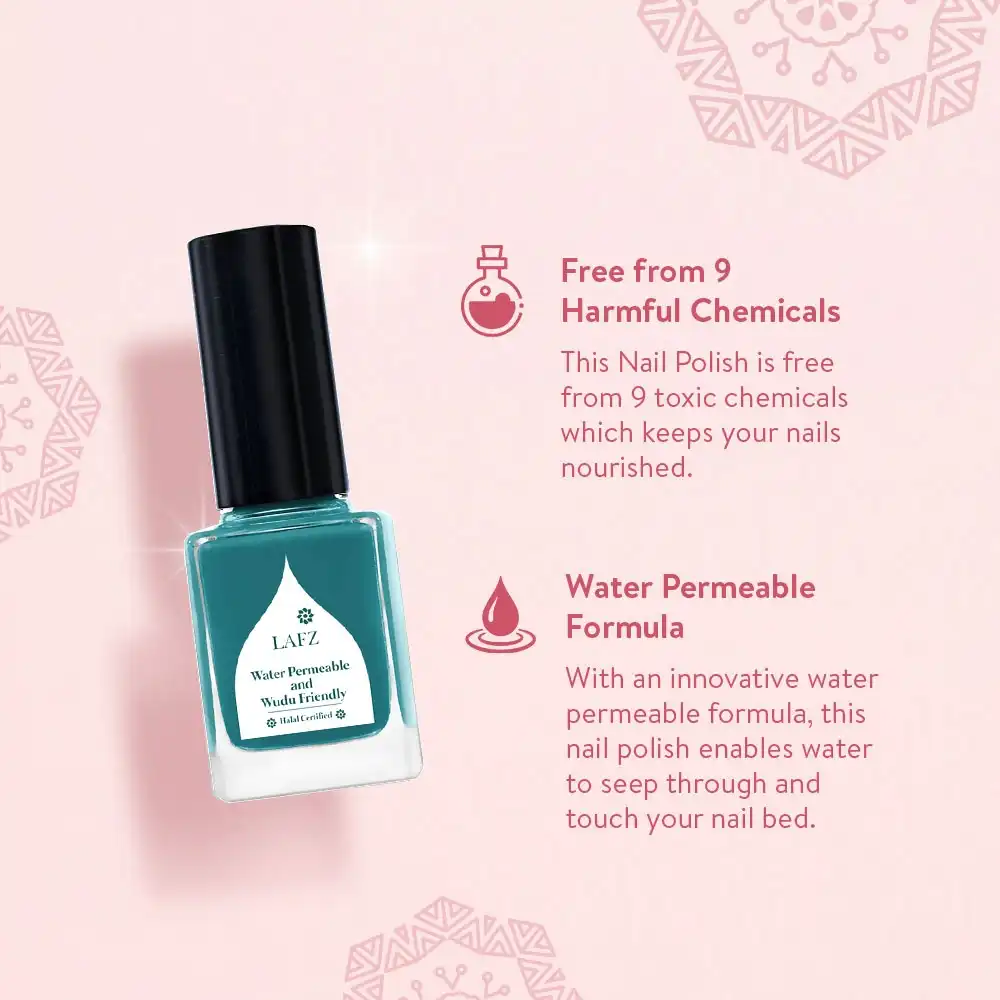 LAFZ
Water Permeable
and
Wudu Friendly
Halal Certified
Free from 9
Harmful Chemicals
This Nail Polish is free
from 9 toxic chemicals
which keeps your nails
nourished.
Water Permeable
Formula
With an innovative water
permeable formula, this
nail polish enables water
to seep through and
touch your nail bed.